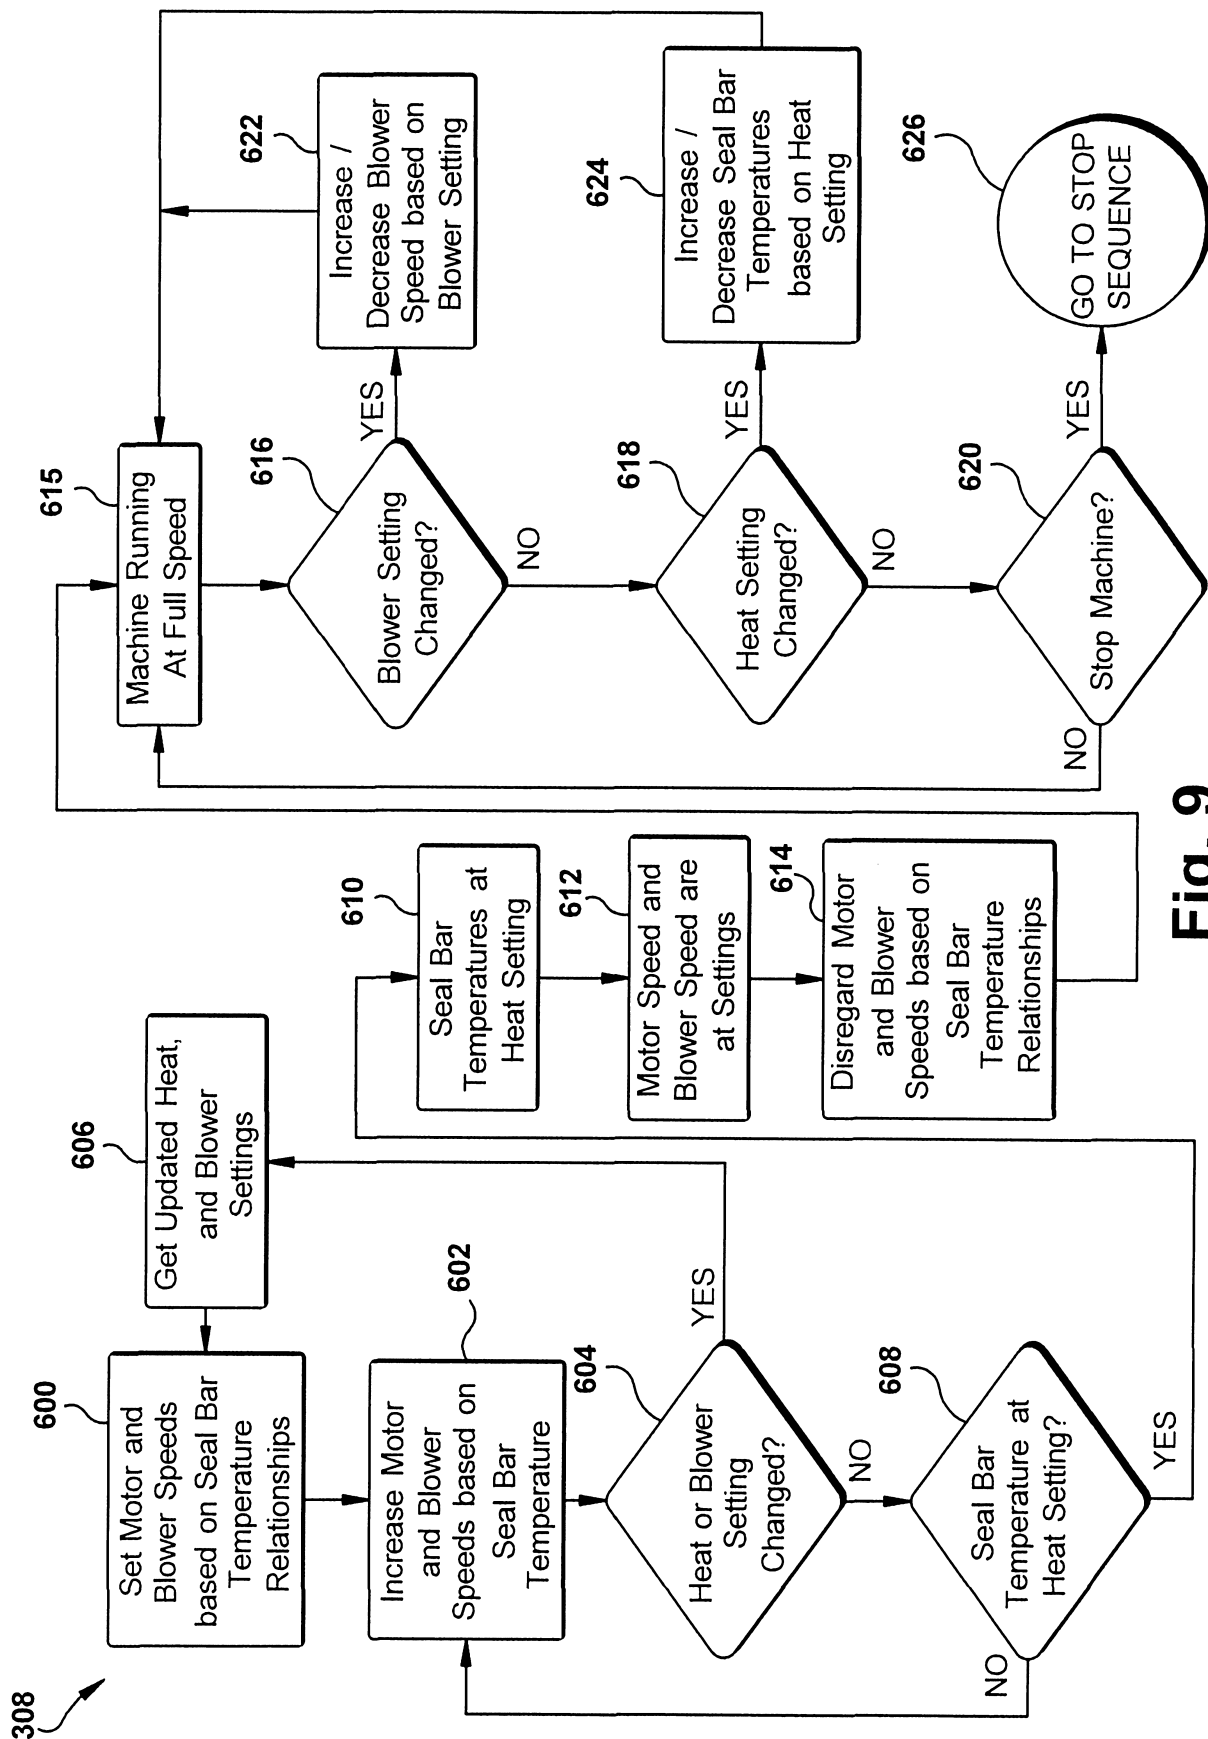 308
600
Set Motor and
Blower Speeds
based on Seal Bar
Temperature
Relationships
606
Get Updated Heat,
and Blower
Settings
602
Increase Motor
and Blower
Speeds based on
Seal Bar
Temperature
604
Heat or Blower
Setting
Changed?
YES
NO
608
Seal Bar
Temperature at
Heat Setting?
NO
YES
610
Seal Bar
Temperatures at
Heat Setting
612
Motor Speed and
Blower Speed are
at Settings
614
Disregard Motor
and Blower
Speeds based on
Seal Bar
Temperature
Relationships
615
Machine Running
At Full Speed
616
Blower Setting
Changed?
YES
NO
622
Increase /
Decrease Blower
Speed based on
Blower Setting
618
Heat Setting
Changed?
YES
NO
624
Increase /
Decrease Seal Bar
Temperatures
based on Heat
Setting
620
Stop Machine?
NO
YES
626
GO TO STOP
SEQUENCE
Fig. 9